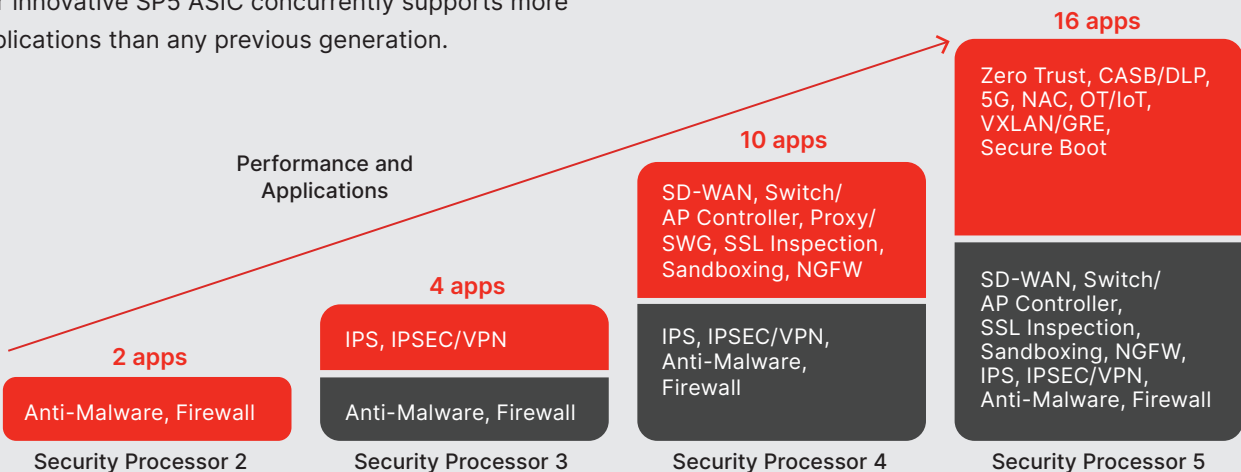 innovative SP5 ASIC concurrently supports more
than any previous generation.
Performance and
Applications
2 apps
Anti-Malware, Firewall
Security Processor 2
4 apps
IPS, IPSEC/VPN
Anti-Malware, Firewall
Security Processor 3
10 apps
SD-WAN, Switch/
AP Controller, Proxy/
SWG, SSL Inspection,
Sandboxing, NGFW
IPS, IPSEC/VPN,
Anti-Malware,
Firewall
Security Processor 4
16 apps
Zero Trust, CASB/DLP,
5G, NAC, OT/IoT,
VXLAN/GRE,
Secure Boot
SD-WAN, Switch/
AP Controller,
SSL Inspection,
Sandboxing, NGFW,
IPS, IPSEC/VPN,
Anti-Malware, Firewall
Security Processor 5